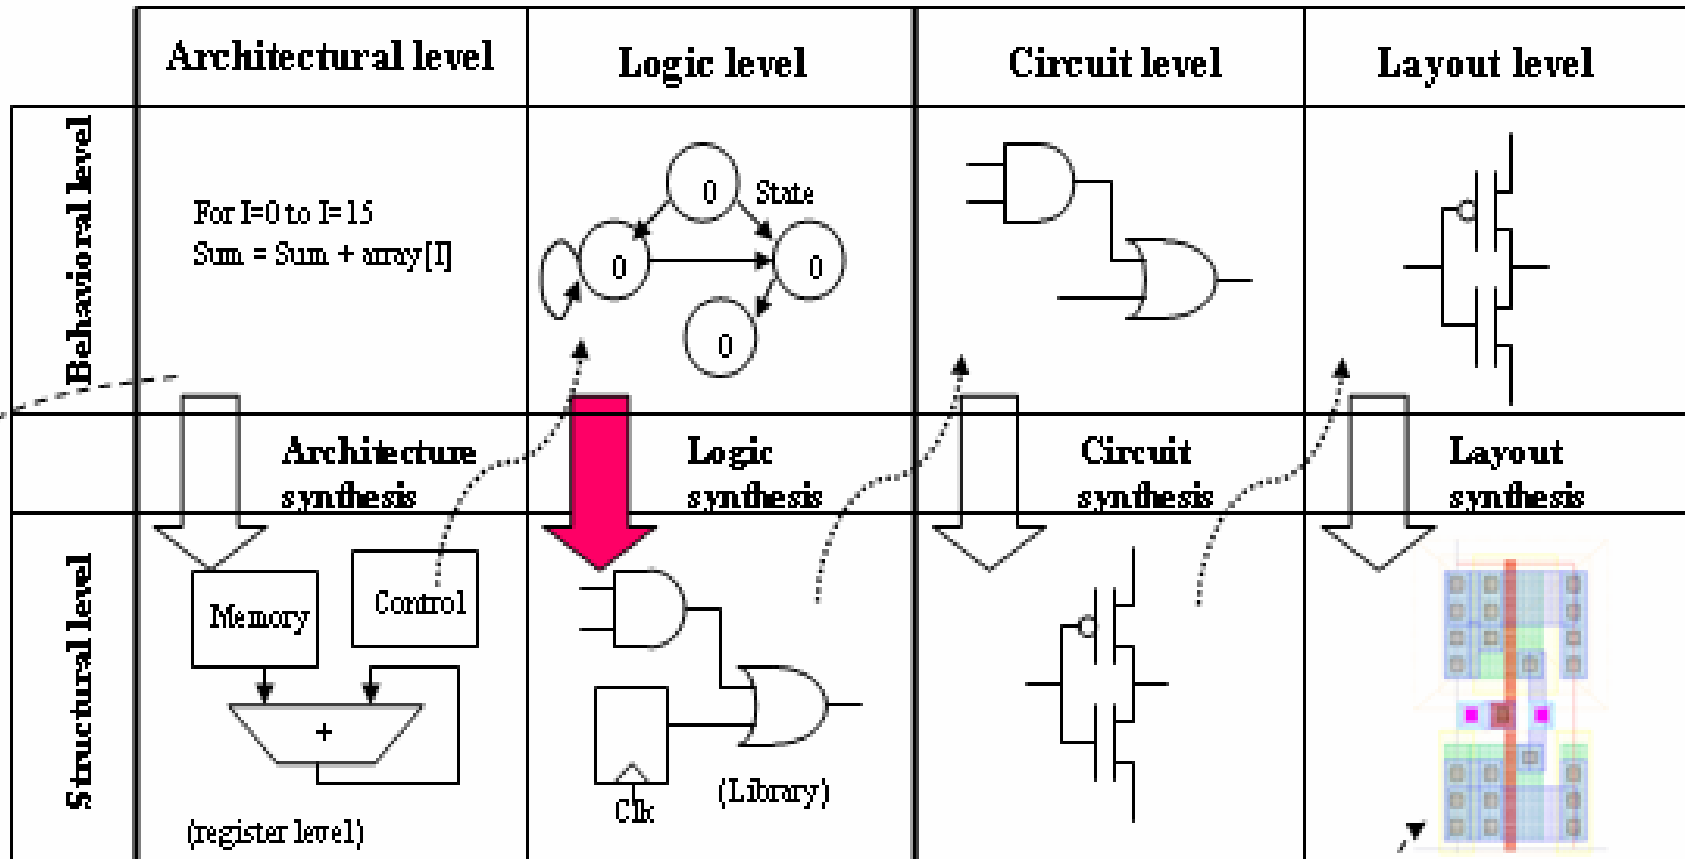 Architectural level
Logic level
Circuit level
Layout level
Behavioral level
For I=0 to I=15
Sum = Sum + array[I]
0
State
0
0
0
Architecture
synthesis
Logic
synthesis
Circuit
synthesis
Layout
synthesis
Structural level
Memory
Control
+
(register level)
Clk
(Library)